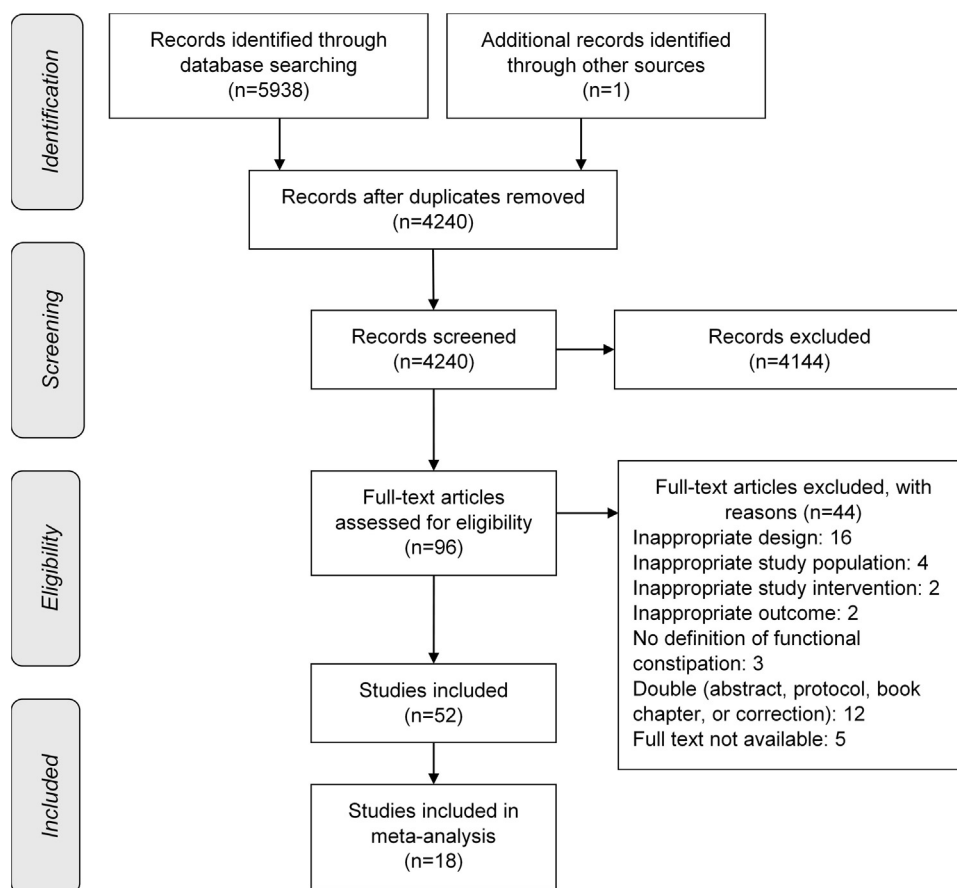 Identification
Records identified through
database searching
(n=5938)
Additional records identified
through other sources
(n=1)
Records after duplicates removed
(n=4240)
Screening
Records screened
(n=4240)
Records excluded
(n=4144)
Eligibility
Full-text articles
assessed for eligibility
(n=96)
Full-text articles excluded, with
reasons (n=44)
Inappropriate design: 16
Inappropriate study population: 4
Inappropriate study intervention: 2
Inappropriate outcome: 2
No definition of functional
constipation: 3
Double (abstract, protocol, book
chapter, or correction): 12
Full text not available: 5
Included
Studies included
(n=52)
Studies included in
meta-analysis
(n=18)